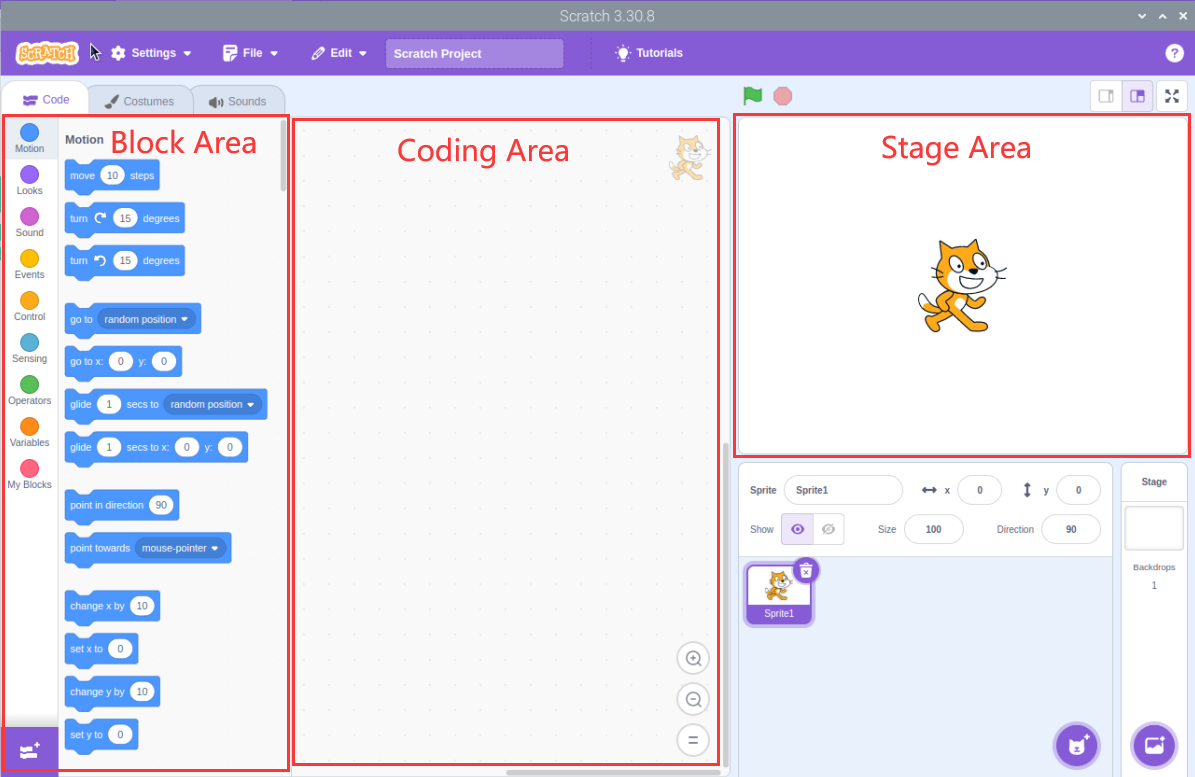 Scratch 3.30.8
SCRATCH
Settings
File
Edit
Scratch Project
Tutorials
?
Code
Costumes
Sounds
Block Area
Coding Area
Stage Area
Motion
Looks
Sound
Events
Control
Sensing
Operators
Variables
My Blocks
Motion
move 10 steps
turn 15 degrees
turn 15 degrees
go to random position
go to x: 0 y: 0
glide 1 secs to random position
glide 1 secs to x: 0 y: 0
point in direction 90
point towards mouse-pointer
change x by 10
set x to 0
change y by 10
set y to 0
Sprite Sprite1 x 0 y 0
Show Size 100 Direction 90
Sprite1
Stage
Backdrops
1